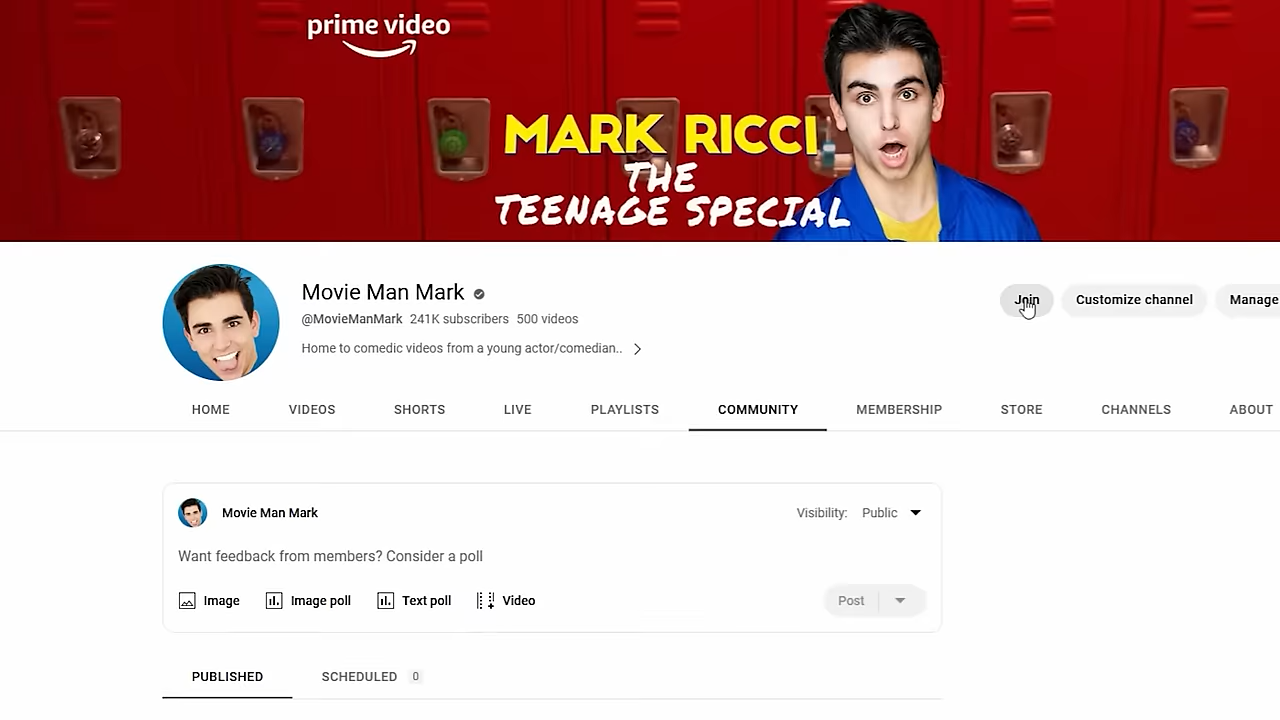 prime video
MARK RICCI
THE
TEENAGE SPECIAL
Movie Man Mark
@MovieManMark 241K subscribers 500 videos
Home to comedic videos from a young actor/comedian..
Join
Customize channel
Manage
HOME VIDEOS SHORTS LIVE PLAYLISTS COMMUNITY MEMBERSHIP STORE CHANNELS ABOUT
Movie Man Mark
Visibility: Public
Want feedback from members? Consider a poll
Image Image poll Text poll Video
Post
PUBLISHED SCHEDULED 0